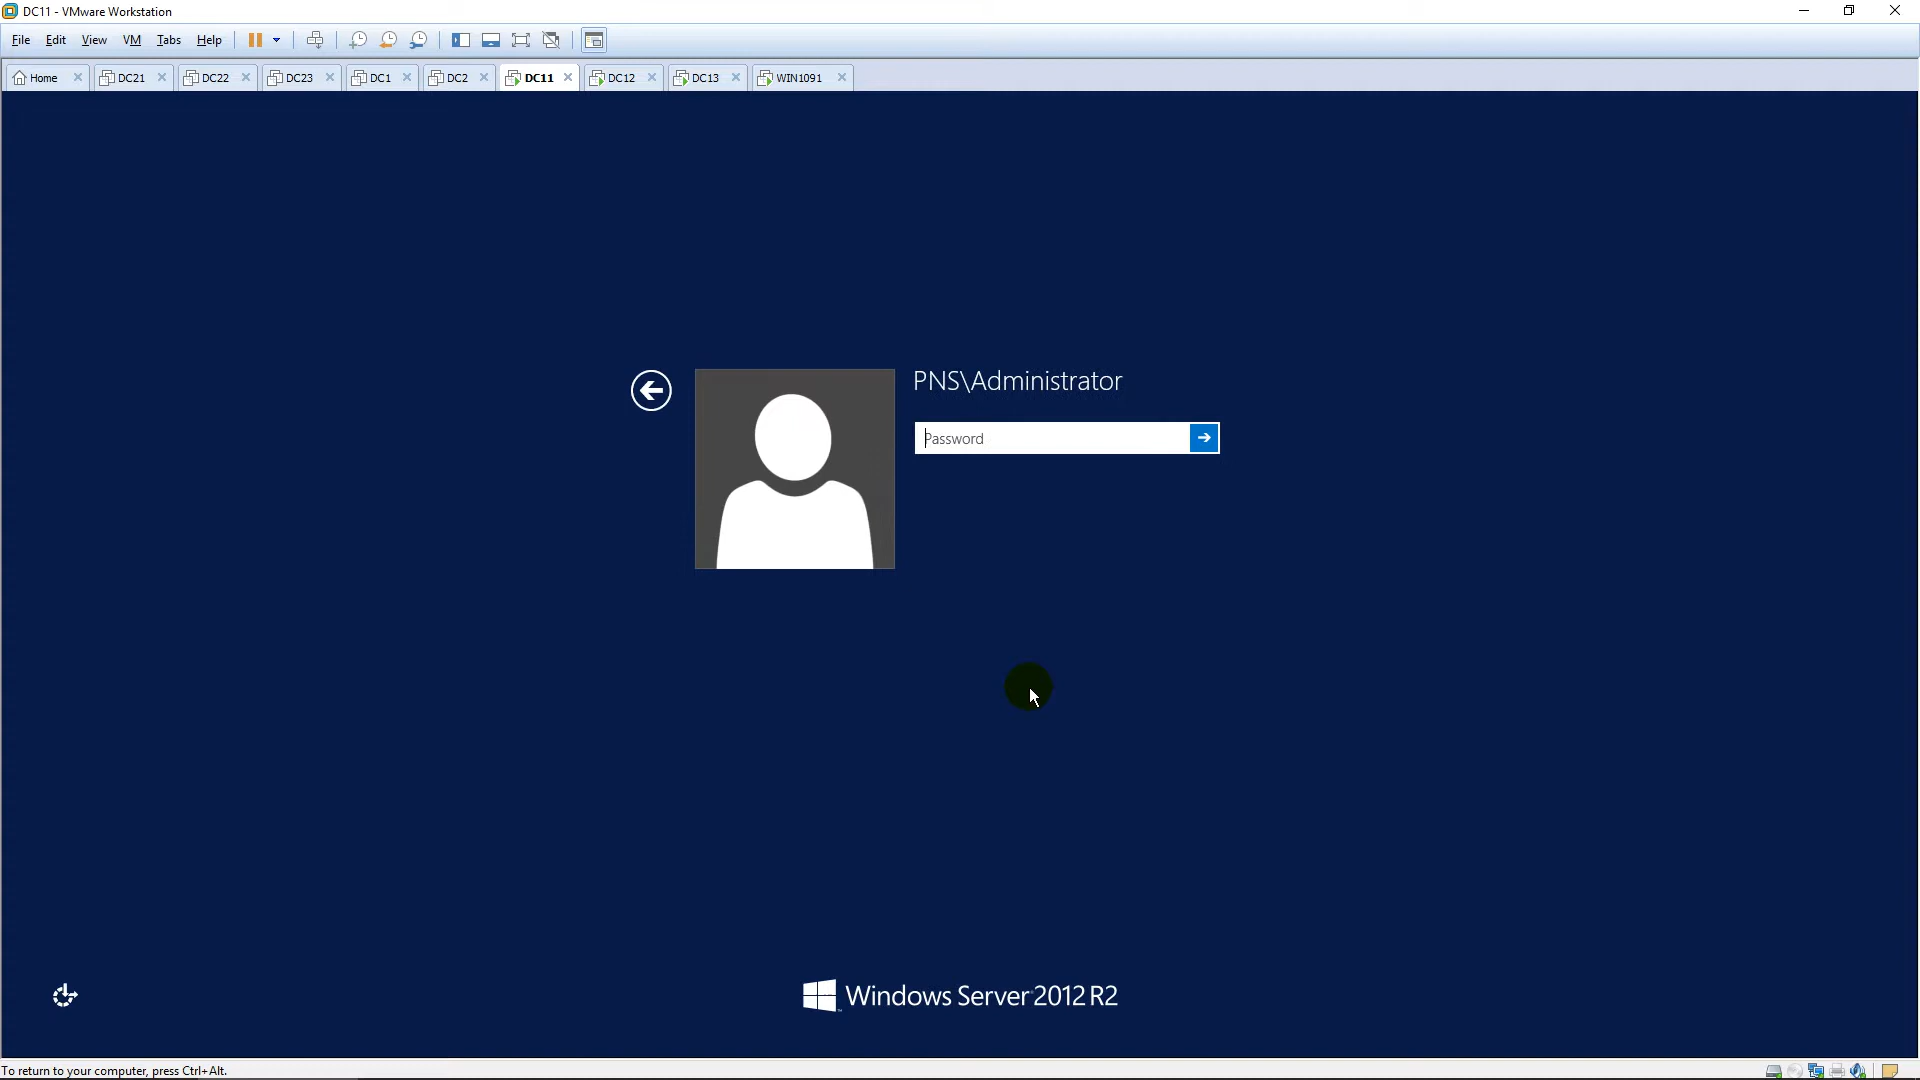 DC11 - VMware Workstation
File Edit View VM Tabs Help
Home DC21 DC22 DC23 DC1 DC2 DC11 DC12 DC13 WIN1091
PNS\Administrator
Password
Windows Server 2012 R2
To return to your computer, press Ctrl+Alt.